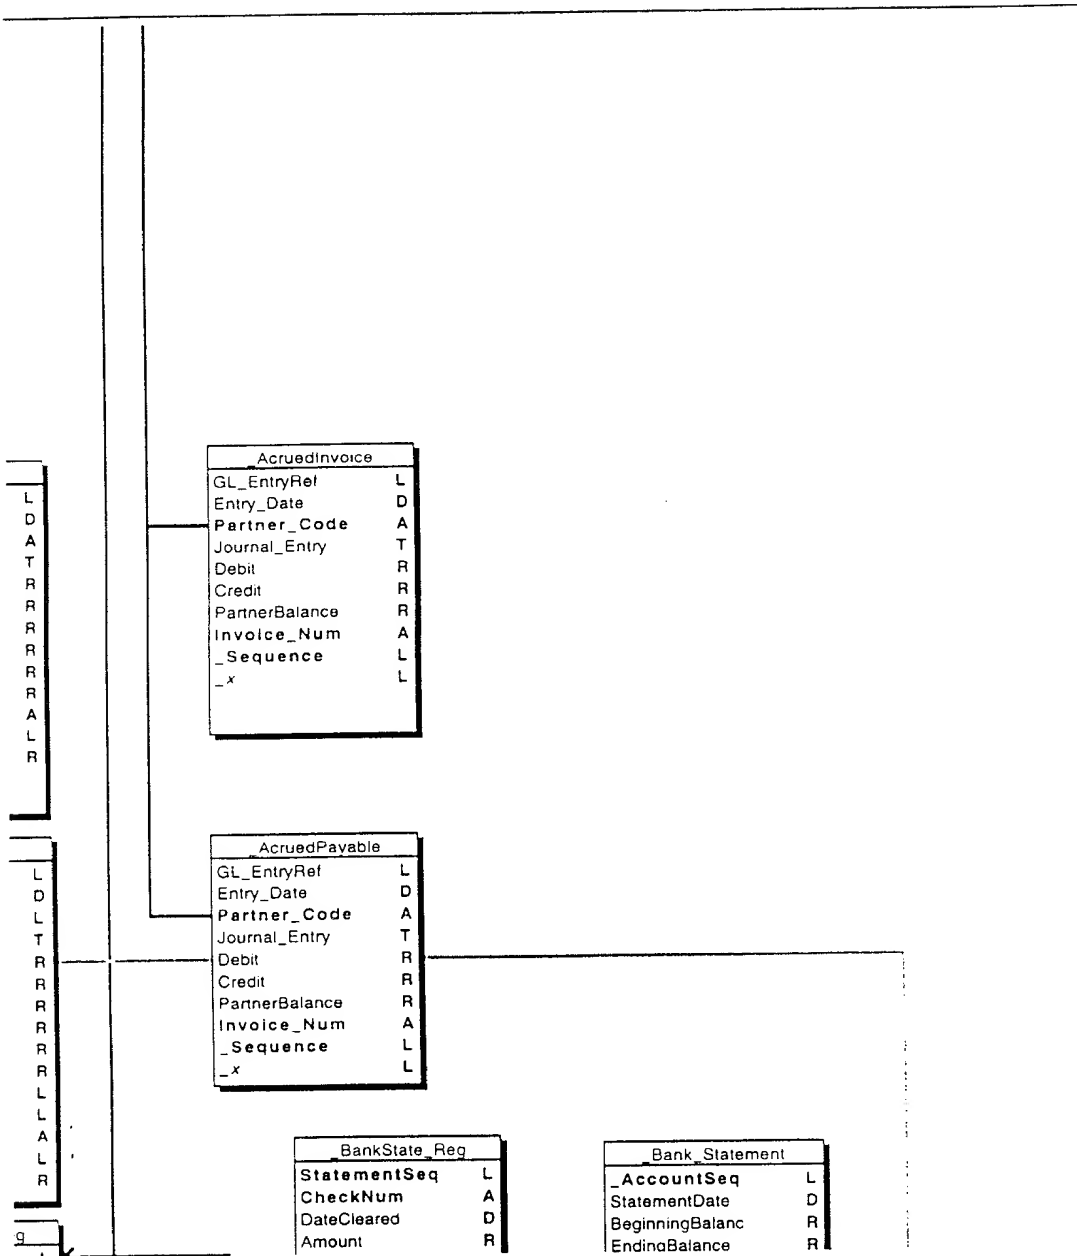 _AcruedInvoice
GL_EntryRef L
Entry_Date D
Partner_Code A
Journal_Entry T
Debit R
Credit R
PartnerBalance R
Invoice_Num A
_Sequence L
_x L
L
D
A
T
R
R
R
R
R
R
A
L
R
_AcruedPayable
GL_EntryRef L
Entry_Date D
Partner_Code A
Journal_Entry T
Debit R
Credit R
PartnerBalance R
Invoice_Num A
_Sequence L
_x L
L
D
L
T
R
R
R
R
R
R
L
L
A
L
R
_BankState_Reg
StatementSeq L
CheckNum A
DateCleared D
Amount R
_Bank_Statement
_AccountSeq L
StatementDate D
BeginningBalanc R
EndingBalance R
g